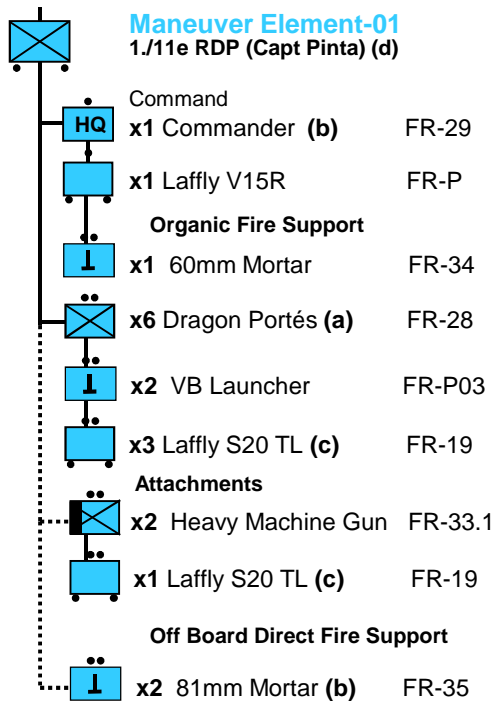 Maneuver Element-01
1./11e RDP (Capt Pinta) (d)
Command
HQ x1 Commander (b) FR-29
x1 Laffly V15R FR-P
Organic Fire Support
x1 60mm Mortar FR-34
x6 Dragon Portés (a) FR-28
x2 VB Launcher FR-P03
x3 Laffly S20 TL (c) FR-19
Attachments
x2 Heavy Machine Gun FR-33.1
x1 Laffly S20 TL (c) FR-19
Off Board Direct Fire Support
x2 81mm Mortar (b) FR-35